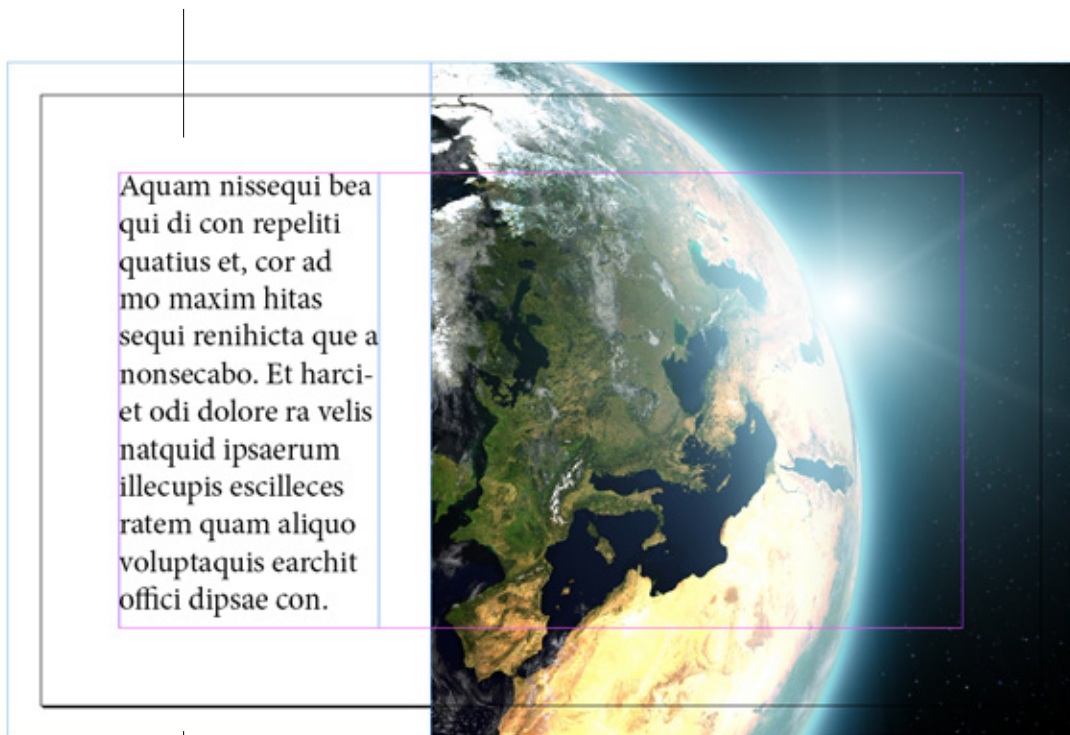 Aquam nissequi bea
qui di con repeliti
quatius et, cor ad
mo maxim hitas
sequi renihicta que a
nonsecabo. Et harci-
et odi dolore ra velis
natquid ipsaerum
illecupis escilleces
ratem quam aliquo
voluptaquis earchit
offici dipsae con.